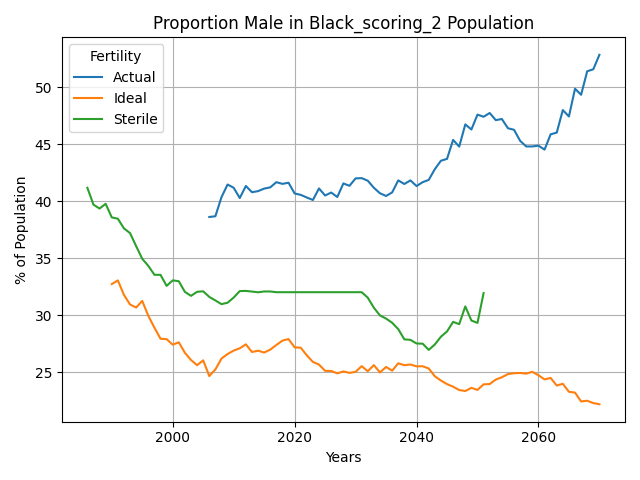 Proportion Male in Black_scoring_2 Population
Fertility
Actual
Ideal
Sterile
% of Population
50
45
40
35
30
25
2000
2020
2040
2060
Years